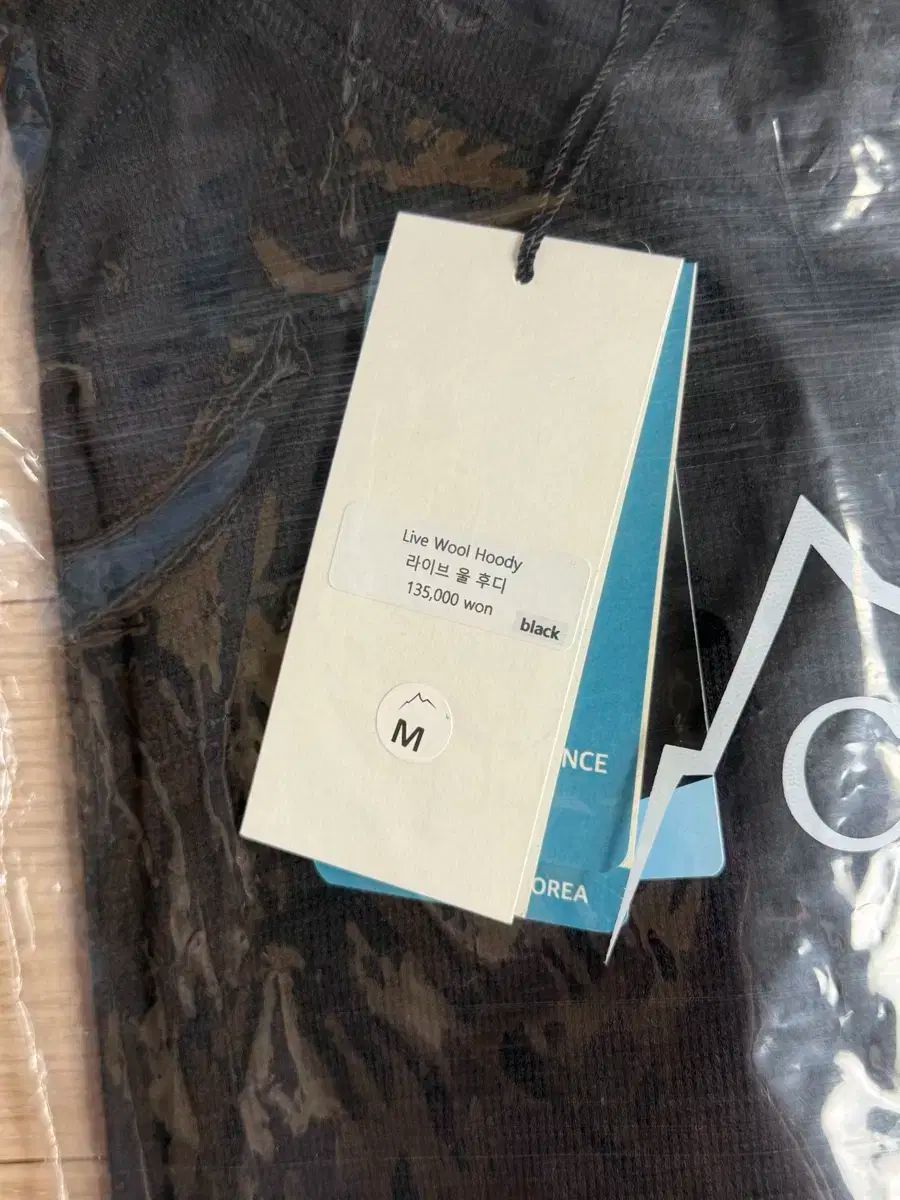 Live Wool Hoody
라이브 울 후디
135,000 won
black
M
NCE
OREA